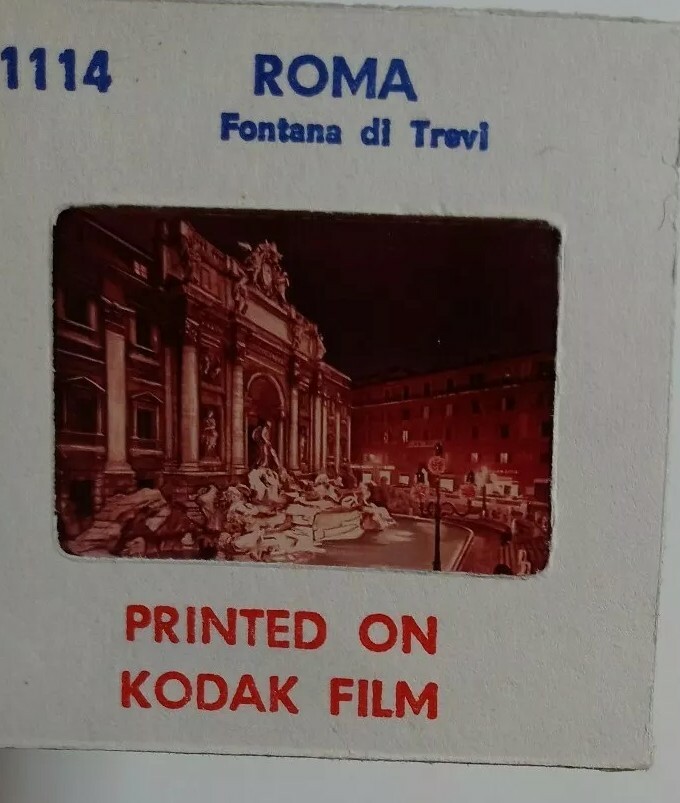 1114 ROMA
Fontana di Trevi
PRINTED ON
KODAK FILM